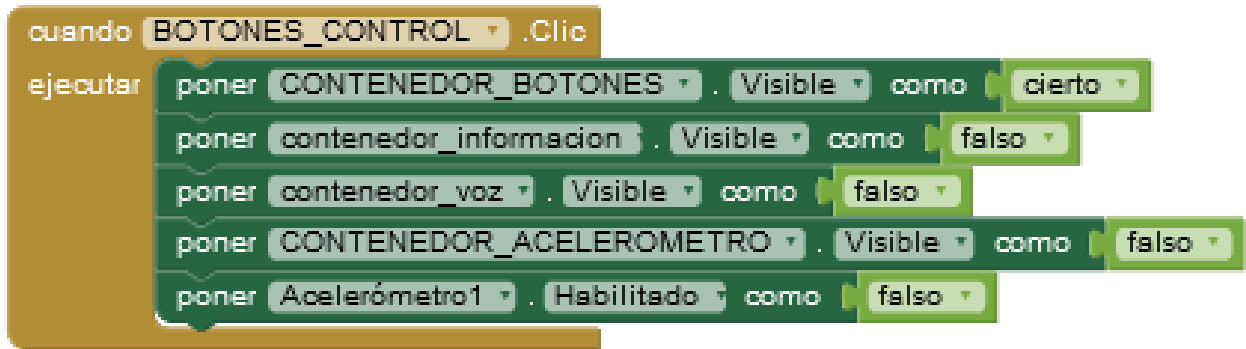 cuando BOTONES_CONTROL .Clic
ejecutar poner CONTENEDOR_BOTONES . Visible como cierto
poner contenedor_informacion . Visible como falso
poner contenedor_voz . Visible como falso
poner CONTENEDOR_ACELEROMETRO . Visible como falso
poner Acelerómetro1 . Habilitado como falso